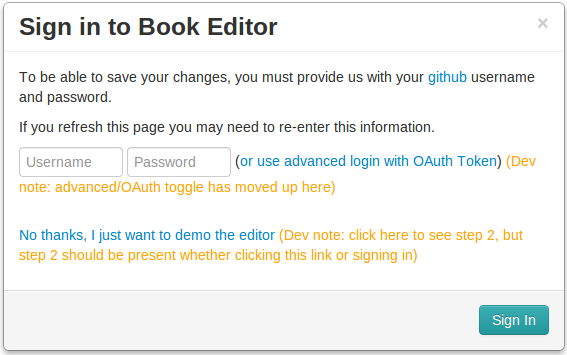 Sign in to Book Editor ×
To be able to save your changes, you must provide us with your github username
and password.
If you refresh this page you may need to re-enter this information.
Username Password (or use advanced login with OAuth Token) (Dev
note: advanced/OAuth toggle has moved up here)
No thanks, I just want to demo the editor (Dev note: click here to see step 2, but
step 2 should be present whether clicking this link or signing in)
Sign In